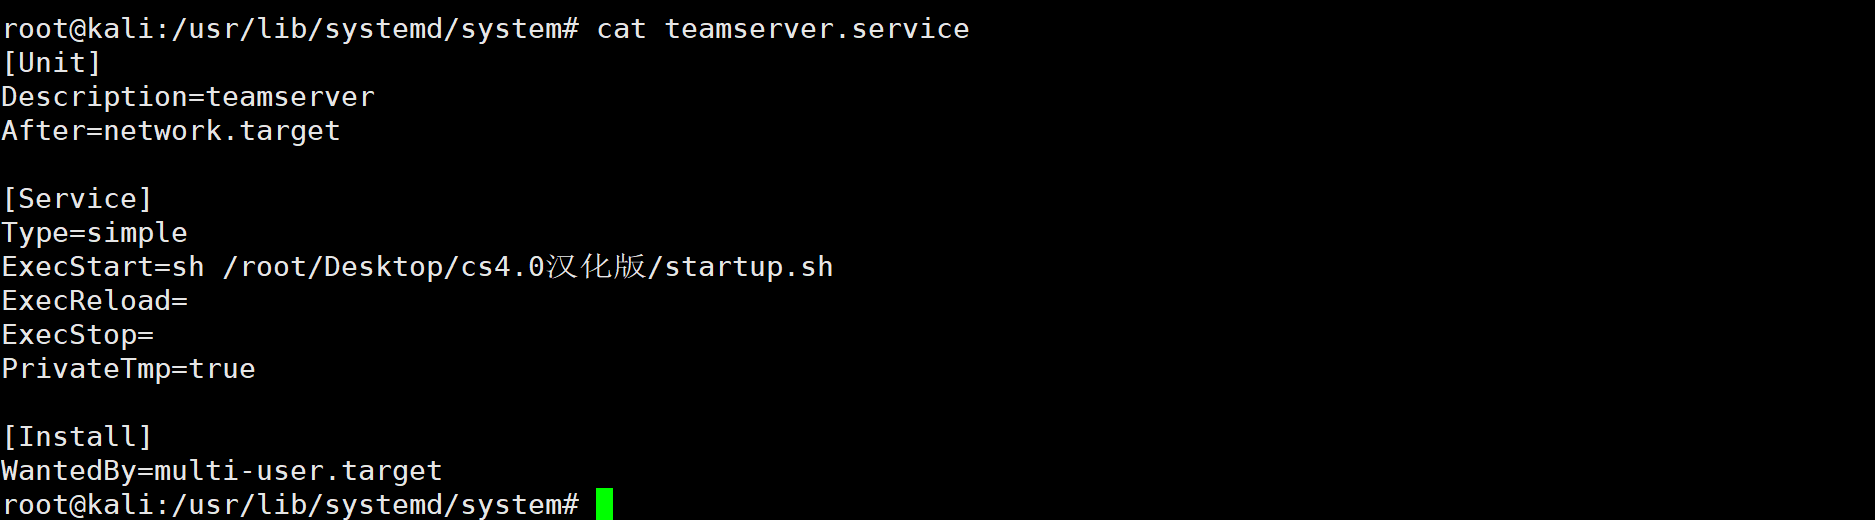 root@kali:/usr/lib/systemd/system# cat teamserver.service
[Unit]
Description=teamserver
After=network.target
[Service]
Type=simple
ExecStart=sh /root/Desktop/cs4.0汉化版/startup.sh
ExecReload=
ExecStop=
PrivateTmp=true
[Install]
WantedBy=multi-user.target
root@kali:/usr/lib/systemd/system#